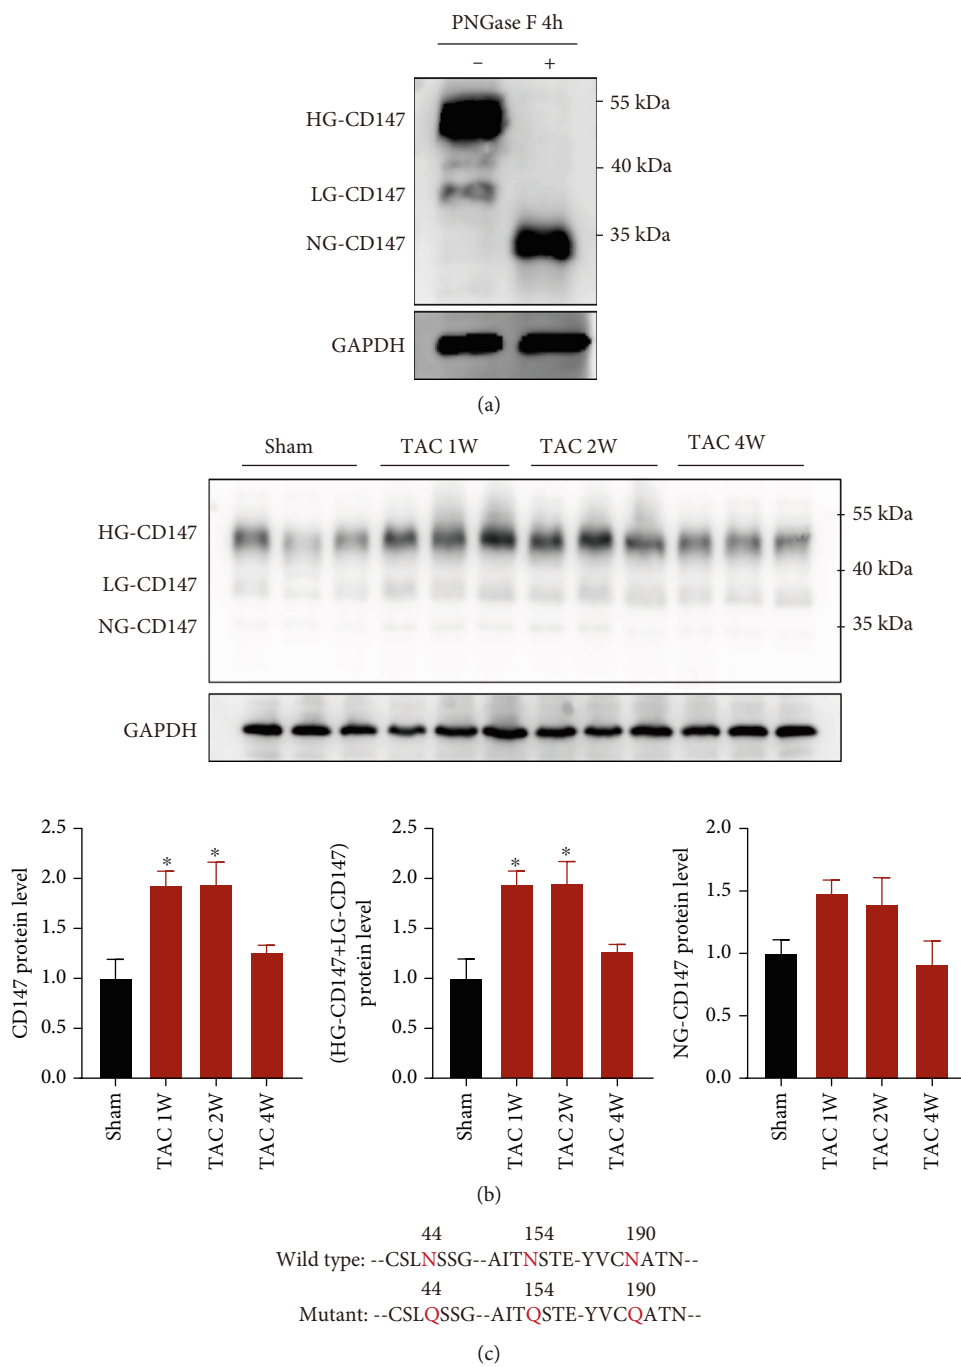 PNGase F 4h
− +
HG-CD147
LG-CD147
NG-CD147
55 kDa
40 kDa
35 kDa
GAPDH
(a)
Sham TAC 1W TAC 2W TAC 4W
HG-CD147
LG-CD147
NG-CD147
55 kDa
40 kDa
35 kDa
GAPDH
CD147 protein level
2.5
2.0
1.5
1.0
0.5
0.0
* *
Sham
TAC 1W
TAC 2W
TAC 4W
(HG-CD147+LG-CD147)
protein level
2.5
2.0
1.5
1.0
0.5
0.0
* *
Sham
TAC 1W
TAC 2W
TAC 4W
NG-CD147 protein level
2.0
1.5
1.0
0.5
0.0
Sham
TAC 1W
TAC 2W
TAC 4W
(b)
44 154 190
Wild type: --CSLNSSG--AITNSTE-YVCNATN--
44 154 190
Mutant: --CSLQSSG--AITQSTE-YVCQATN--
(c)